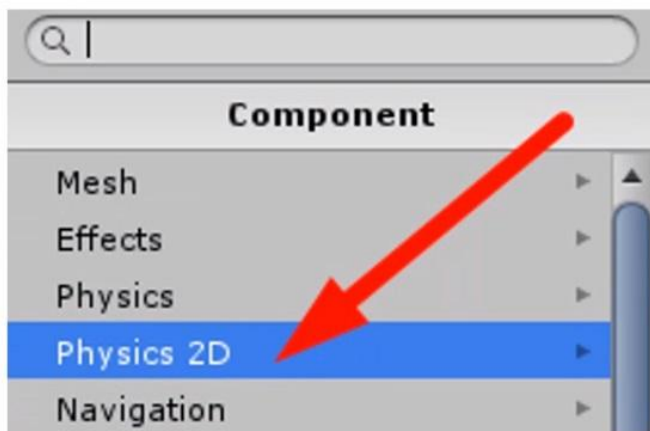 Component
Mesh
Effects
Physics
Physics 2D
Navigation